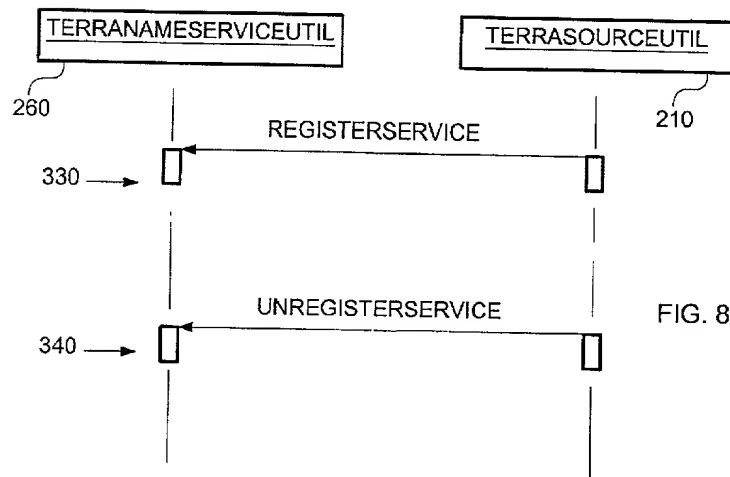 TERRANAMESERVICEUTIL
TERRASOURCEUTIL
260
210
REGISTERSERVICE
330
UNREGISTERSERVICE
FIG. 8
340